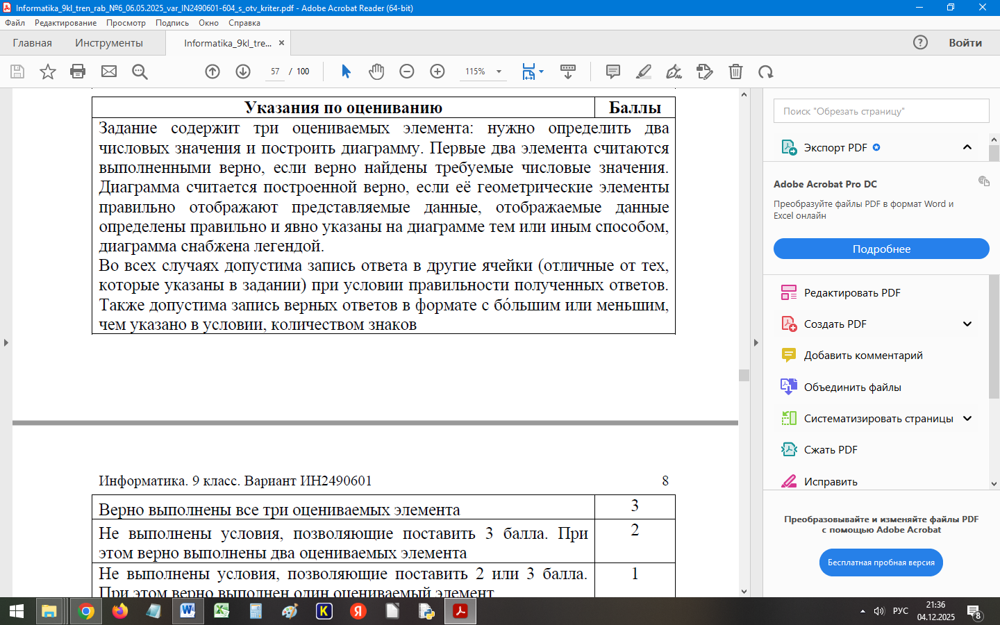 Informatika_9kl_tren_rab_№6_06.05.2025_var_IN2490601-604_s_otv_kriter.pdf - Adobe Acrobat Reader (64-bit)
Файл Редактирование Просмотр Подпись Окно Справка
Главная Инструменты Informatika_9kl_tre... × Войти
57 / 100 115%
Указания по оцениванию Баллы
Задание содержит три оцениваемых элемента: нужно определить два
числовых значения и построить диаграмму. Первые два элемента считаются
выполненными верно, если верно найдены требуемые числовые значения.
Диаграмма считается построенной верно, если её геометрические элементы
правильно отображают представляемые данные, отображаемые данные
определены правильно и явно указаны на диаграмме тем или иным способом,
диаграмма снабжена легендой.
Во всех случаях допустима запись ответа в другие ячейки (отличные от тех,
которые указаны в задании) при условии правильности полученных ответов.
Также допустима запись верных ответов в формате с бо́льшим или меньшим,
чем указано в условии, количеством знаков
Информатика. 9 класс. Вариант ИН2490601 8
Верно выполнены все три оцениваемых элемента 3
Не выполнены условия, позволяющие поставить 3 балла. При 2
этом верно выполнены два оцениваемых элемента
Не выполнены условия, позволяющие поставить 2 или 3 балла. 1
При этом верно выполнен один оцениваемый элемент
Поиск "Обрезать страницу"
Экспорт PDF
Adobe Acrobat Pro DC
Преобразуйте файлы PDF в формат Word и
Excel онлайн
Подробнее
Редактировать PDF
Создать PDF
Добавить комментарий
Объединить файлы
Систематизировать страницы
Сжать PDF
Исправить
Преобразовывайте и изменяйте файлы PDF
с помощью Adobe Acrobat
Бесплатная пробная версия
РУС
21:36
04.12.2025
8